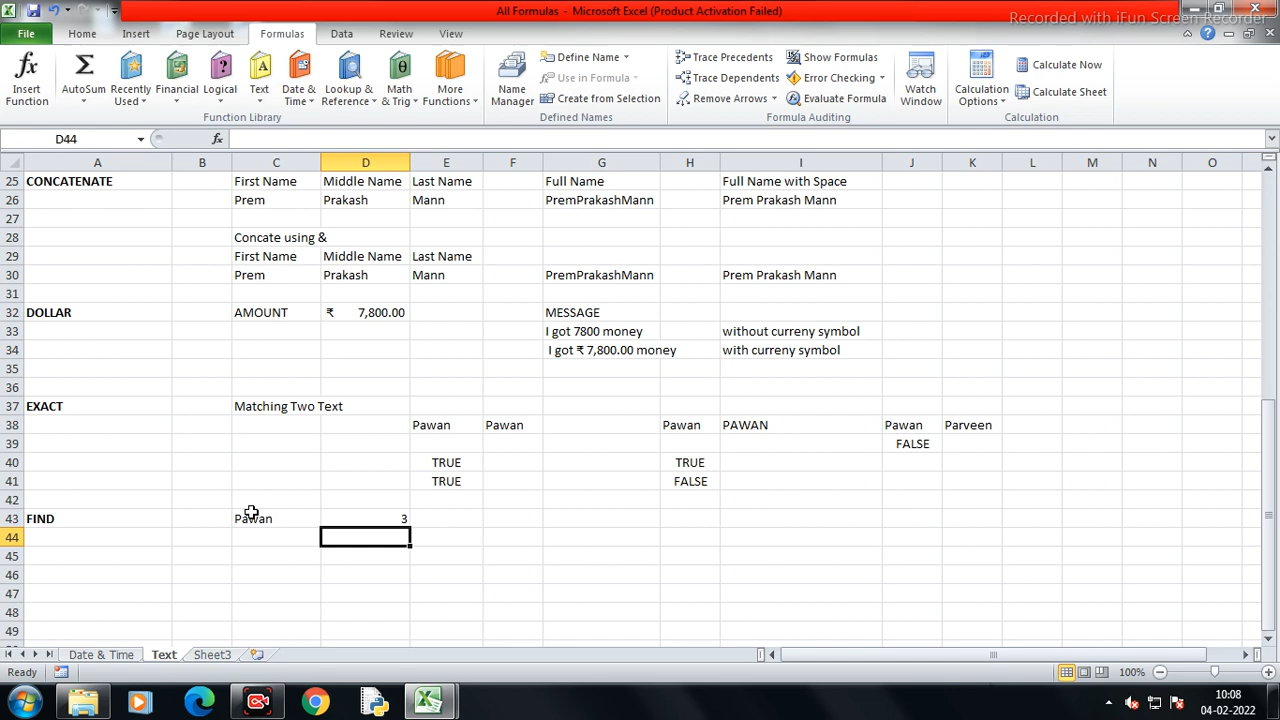 All Formulas - Microsoft Excel (Product Activation Failed)
Recorded with iFun Screen Recorder
File Home Insert Page Layout Formulas Data Review View
Insert Function
AutoSum
Recently Used
Financial
Logical
Text
Date & Time
Lookup & Reference
Math & Trig
More Functions
Function Library
Name Manager
Define Name
Use in Formula
Create from Selection
Defined Names
Trace Precedents
Trace Dependents
Remove Arrows
Show Formulas
Error Checking
Evaluate Formula
Formula Auditing
Watch Window
Calculation Options
Calculate Now
Calculate Sheet
Calculation
D44 fx
A B C D E F G H I J K L M N O
25 CONCATENATE First Name Middle Name Last Name Full Name Full Name with Space
26 Prem Prakash Mann PremPrakashMann Prem Prakash Mann
27
28 Concate using &
29 First Name Middle Name Last Name
30 Prem Prakash Mann PremPrakashMann Prem Prakash Mann
31
32 DOLLAR AMOUNT ₹ 7,800.00 MESSAGE
33 I got 7800 money without curreny symbol
34 I got ₹ 7,800.00 money with curreny symbol
35
36
37 EXACT Matching Two Text
38 Pawan Pawan Pawan PAWAN Pawan Parveen
39 FALSE
40 TRUE TRUE
41 TRUE FALSE
42
43 FIND Pawan 3
44
45
46
47
48
49
Date & Time Text Sheet3
Ready 100%
10:08
04-02-2022